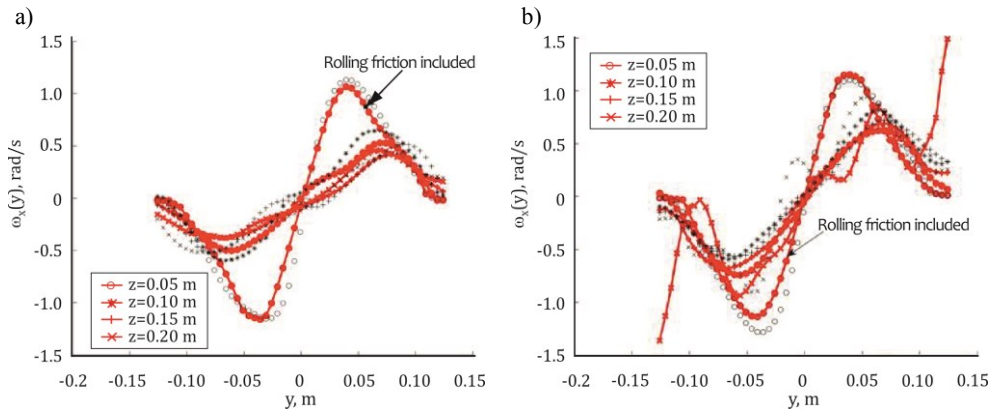 a)
1.5
1.0
0.5
0
-0.5
-1.0
-1.5
ωx(y), rad/s
Rolling friction included
z=0.05 m
z=0.10 m
z=0.15 m
z=0.20 m
-0.2 -0.15 -0.10 -0.05 0 0.05 0.10 0.15
y, m
b)
1.5
1.0
0.5
0
-0.5
-1.0
-1.5
ωx(y), rad/s
z=0.05 m
z=0.10 m
z=0.15 m
z=0.20 m
Rolling friction included
-0.2 -0.15 -0.10 -0.05 0 0.05 0.10 0.15
y, m